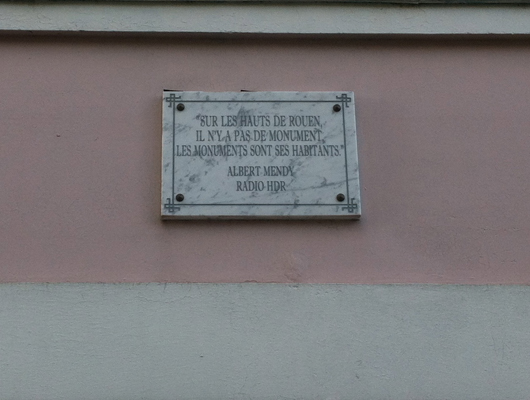 "SUR LES HAUTS DE ROUEN,
IL N'Y A PAS DE MONUMENT,
LES MONUMENTS SONT SES HABITANTS."
ALBERT MENDY
RADIO HDR